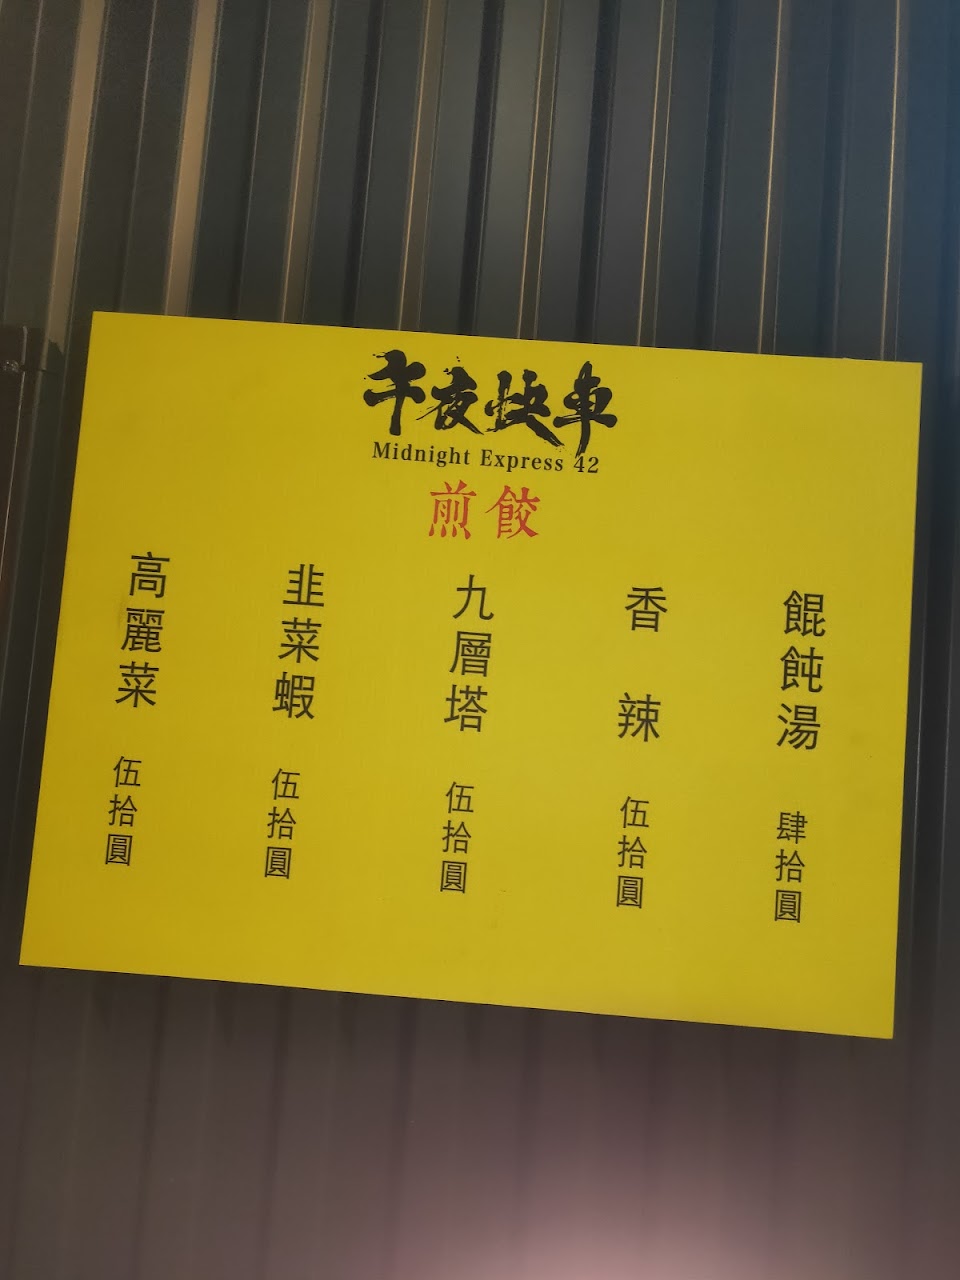 午夜快車
Midnight Express 42
煎餃
餛飩湯 肆拾圓
香辣 伍拾圓
九層塔 伍拾圓
韭菜蝦 伍拾圓
高麗菜 伍拾圓